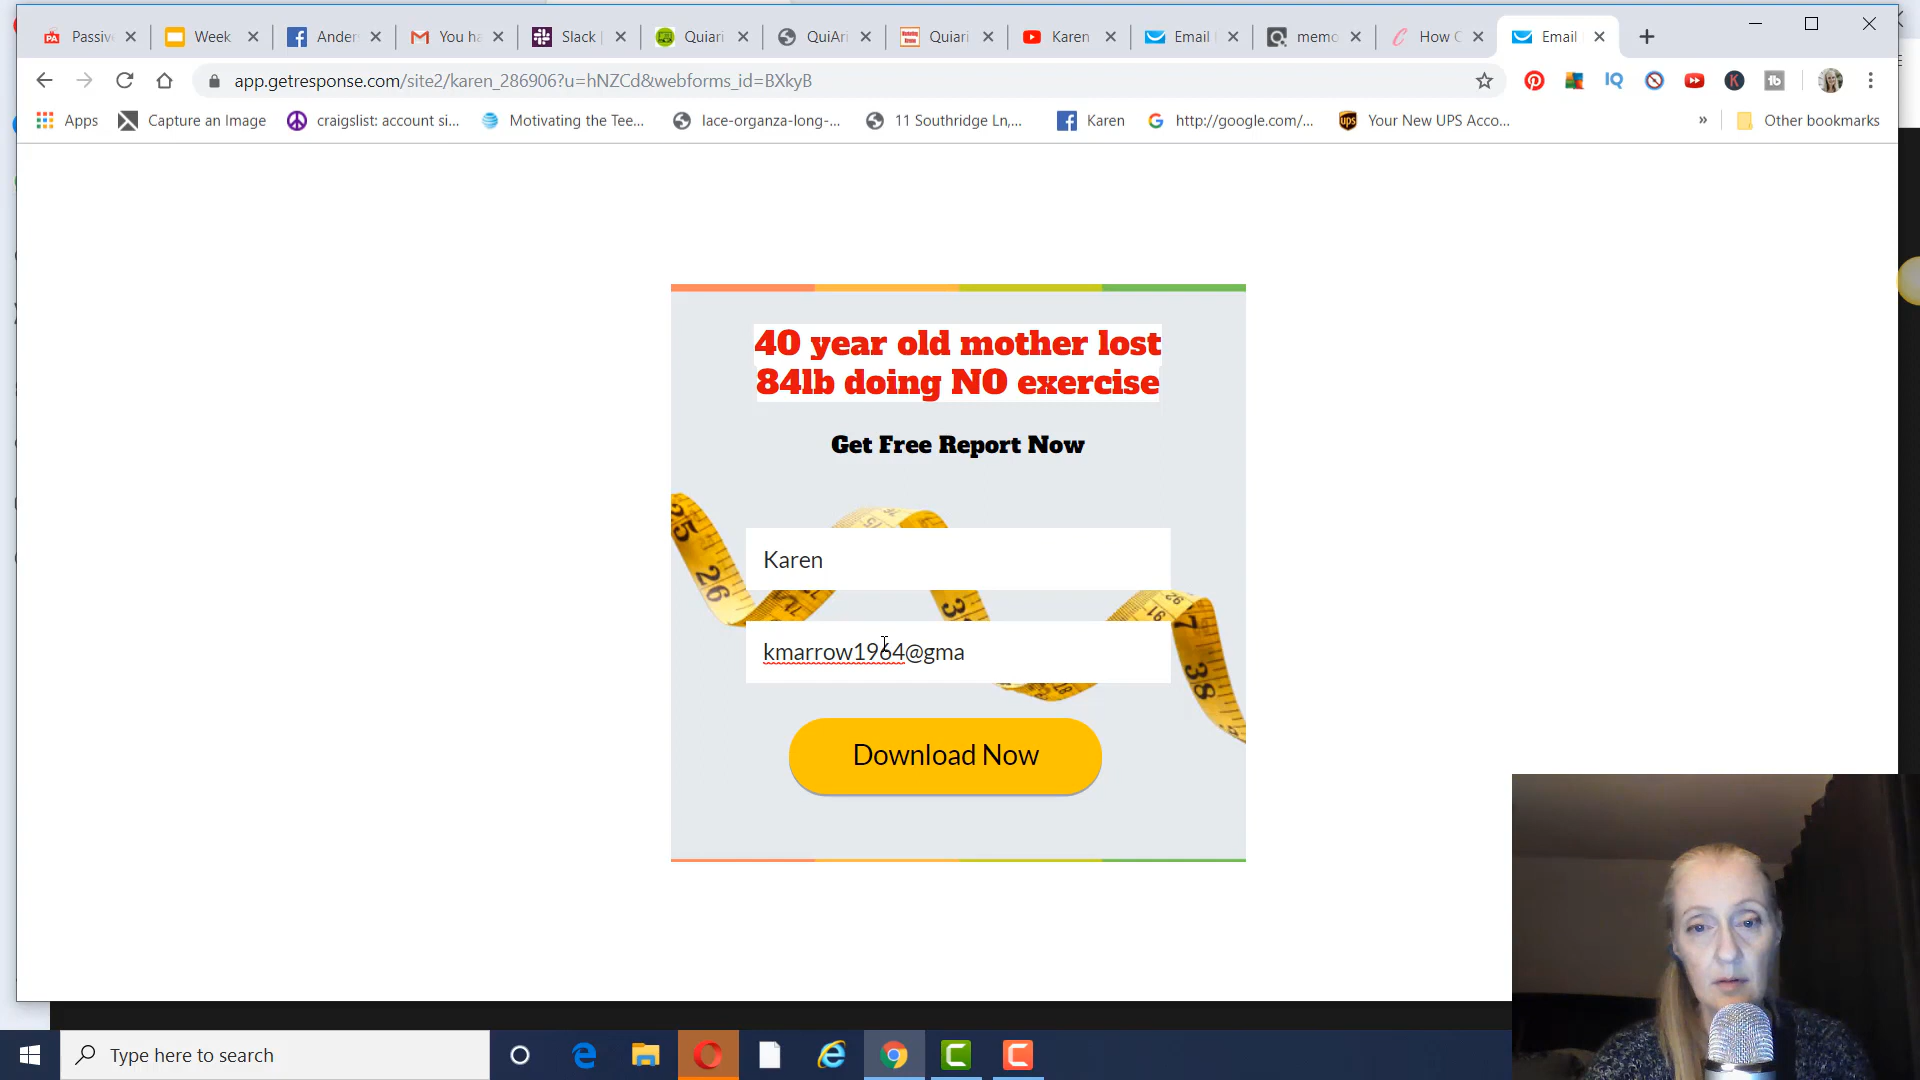 Passiv
Week
Ander
You ha
Slack
Quiari
QuiAri
Quiari
Karen
Email
memo
How C
Email
app.getresponse.com/site2/karen_286906?u=hNZCd&webforms_id=BXkyB
Apps
Capture an Image
craigslist: account si...
Motivating the Tee...
lace-organza-long-...
11 Southridge Ln,...
Karen
http://google.com/...
Your New UPS Acco...
»
Other bookmarks
40 year old mother lost
84lb doing NO exercise
Get Free Report Now
Karen
kmarrow1964@gma
Download Now
Type here to search